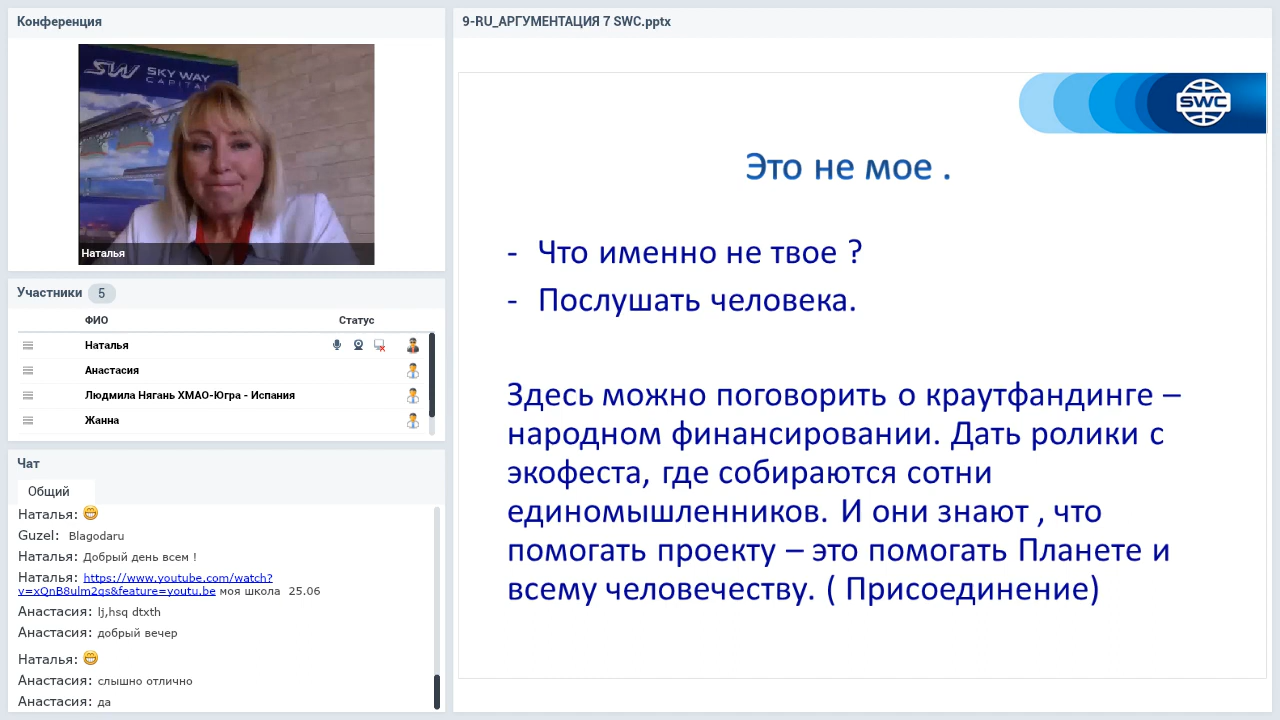 Конференция
SW SKY WAY
CAPITAL
Наталья
Участники 5
ФИО Статус
Наталья
Анастасия
Людмила Нягань ХМАО-Югра - Испания
Жанна
Чат
Общий
Наталья:
Guzel: Blagodaru
Наталья: Добрый день всем !
Наталья: https://www.youtube.com/watch?
v=xQnB8ulm2qs&feature=youtu.be моя школа 25.06
Анастасия: lj,hsq dtxth
Анастасия: добрый вечер
Наталья:
Анастасия: слышно отлично
Анастасия: да
9-RU_АРГУМЕНТАЦИЯ 7 SWC.pptx
SWC
Это не мое .
- Что именно не твое ?
- Послушать человека.
Здесь можно поговорить о краутфандинге –
народном финансировании. Дать ролики с
экофеста, где собираются сотни
единомышленников. И они знают , что
помогать проекту – это помогать Планете и
всему человечеству. ( Присоединение)